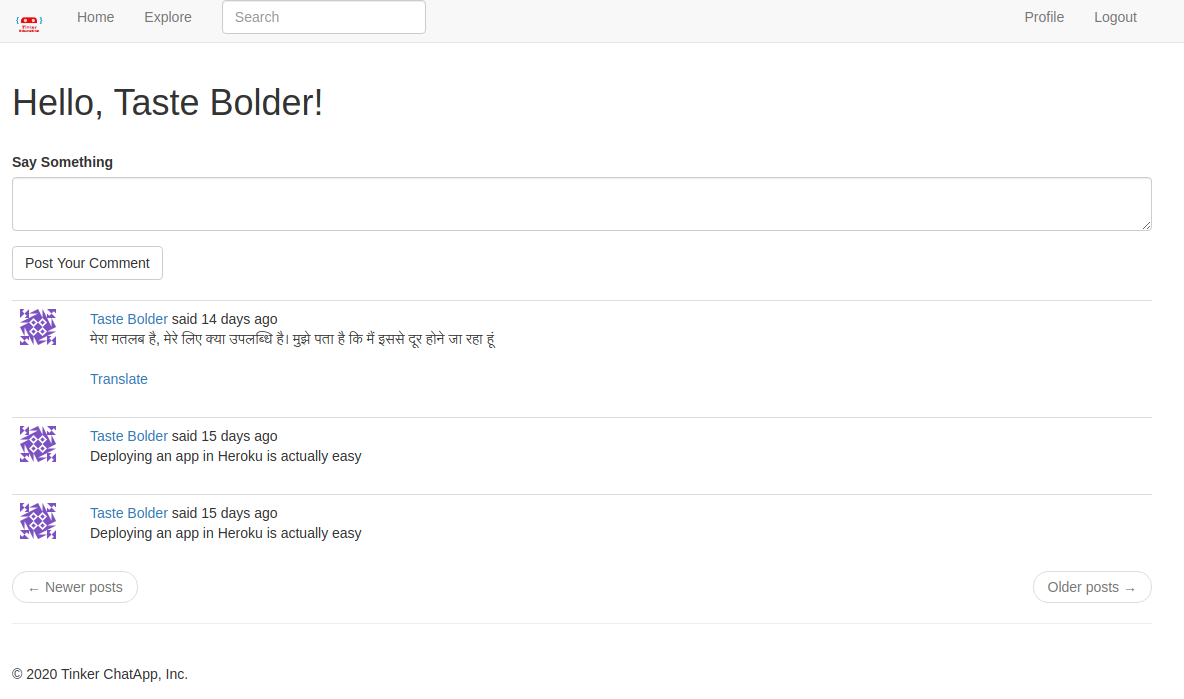 { }
Tinker
Education
Home
Explore
Search
Profile
Logout
Hello, Taste Bolder!
Say Something
Post Your Comment
Taste Bolder said 14 days ago
मेरा मतलब है, मेरे लिए क्या उपलब्धि है। मुझे पता है कि मैं इससे दूर होने जा रहा हूं
Translate
Taste Bolder said 15 days ago
Deploying an app in Heroku is actually easy
Taste Bolder said 15 days ago
Deploying an app in Heroku is actually easy
← Newer posts
Older posts →
© 2020 Tinker ChatApp, Inc.